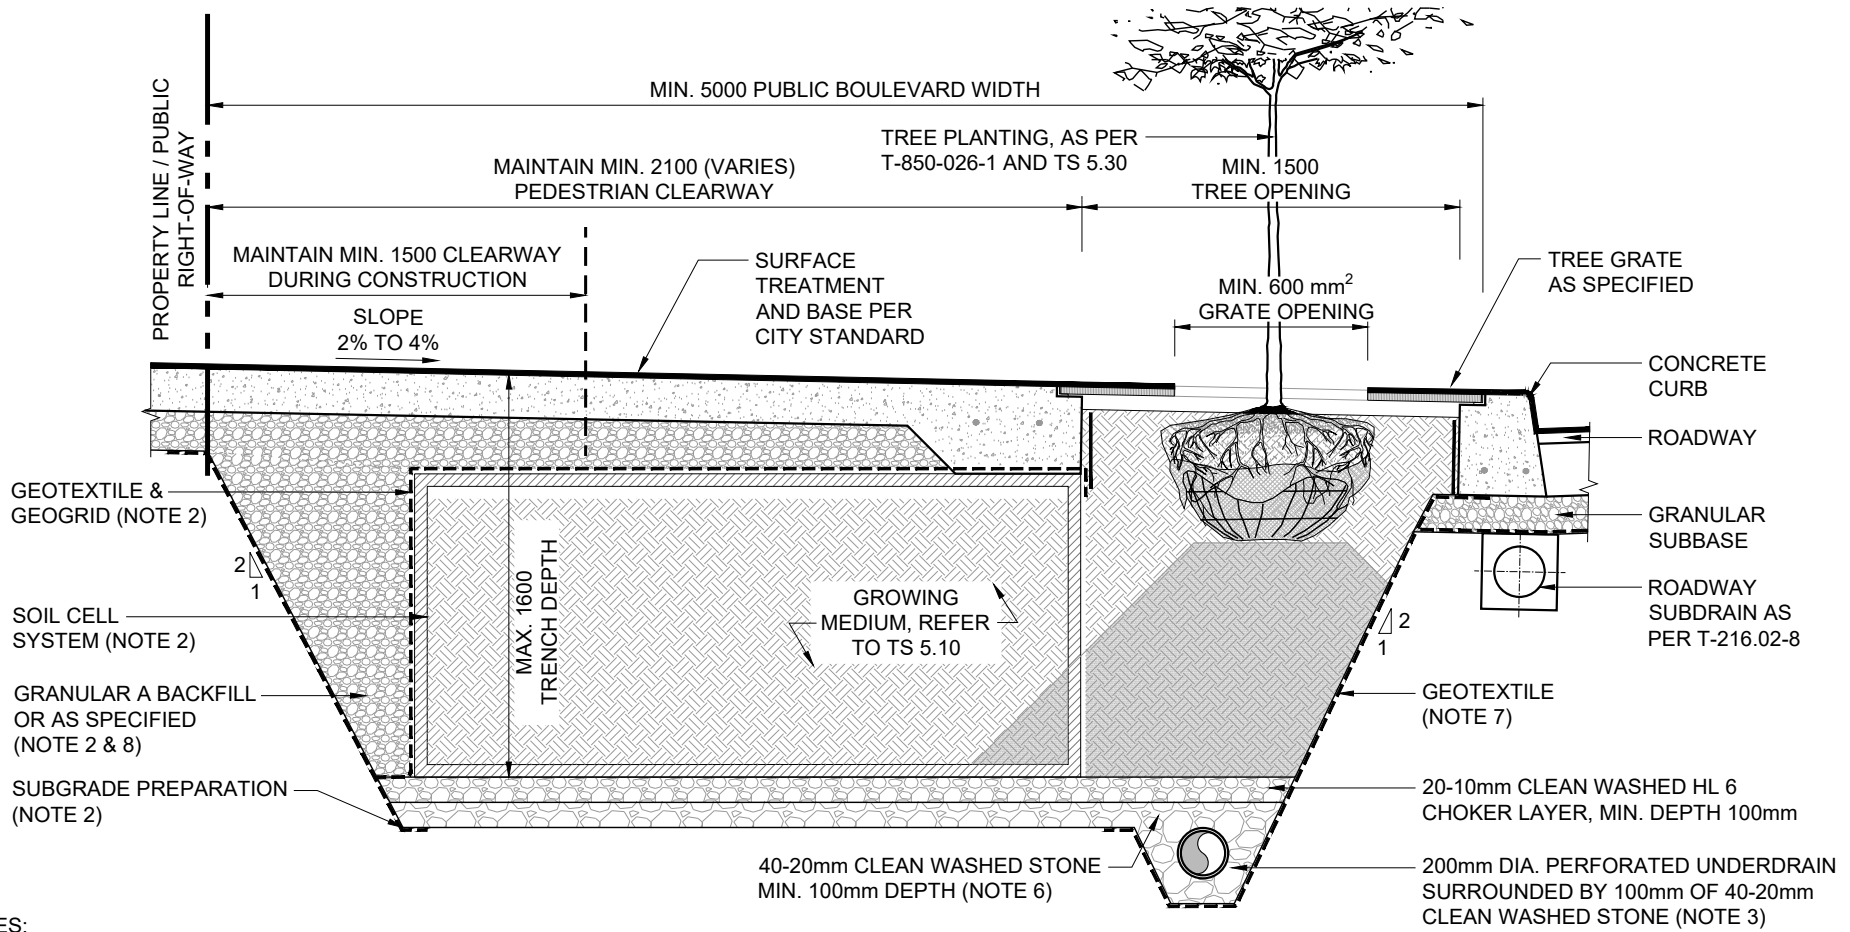 MIN. 5000 PUBLIC BOULEVARD WIDTH
PROPERTY LINE / PUBLIC
RIGHT-OF-WAY
TREE PLANTING, AS PER
T-850-026-1 AND TS 5.30
MAINTAIN MIN. 2100 (VARIES)
PEDESTRIAN CLEARWAY
MIN. 1500
TREE OPENING
MAINTAIN MIN. 1500 CLEARWAY
DURING CONSTRUCTION
SURFACE
TREATMENT
AND BASE PER
CITY STANDARD
TREE GRATE
AS SPECIFIED
MIN. 600 mm²
GRATE OPENING
SLOPE
2% TO 4%
CONCRETE
CURB
ROADWAY
GEOTEXTILE &
GEOGRID (NOTE 2)
GRANULAR
SUBBASE
2
1
MAX. 1600
TRENCH DEPTH
GROWING
MEDIUM, REFER
TO TS 5.10
ROADWAY
SUBDRAIN AS
PER T-216.02-8
2
1
SOIL CELL
SYSTEM (NOTE 2)
GRANULAR A BACKFILL
OR AS SPECIFIED
(NOTE 2 & 8)
GEOTEXTILE
(NOTE 7)
SUBGRADE PREPARATION
(NOTE 2)
20-10mm CLEAN WASHED HL 6
CHOKER LAYER, MIN. DEPTH 100mm
40-20mm CLEAN WASHED STONE
MIN. 100mm DEPTH (NOTE 6)
200mm DIA. PERFORATED UNDERDRAIN
SURROUNDED BY 100mm OF 40-20mm
CLEAN WASHED STONE (NOTE 3)
ES: